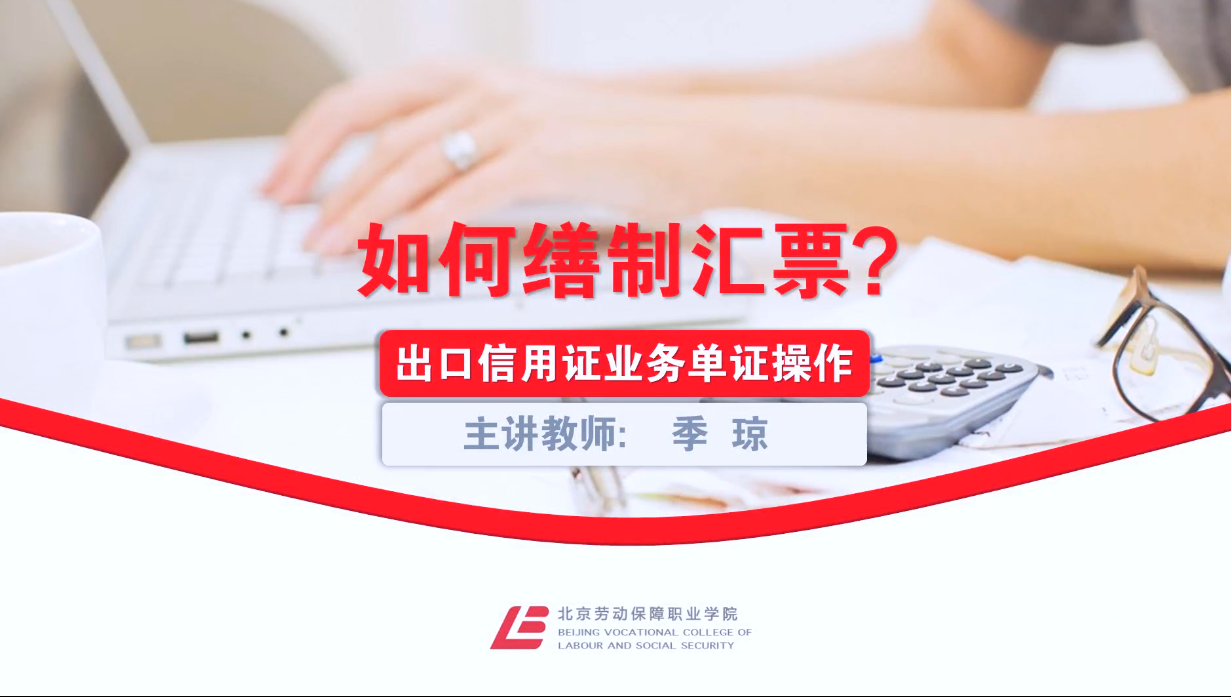 如何缮制汇票?
出口信用证业务单证操作
主讲教师: 季 琼
北京劳动保障职业学院
BEIJING VOCATIONAL COLLEGE OF
LABOUR AND SOCIAL SECURITY